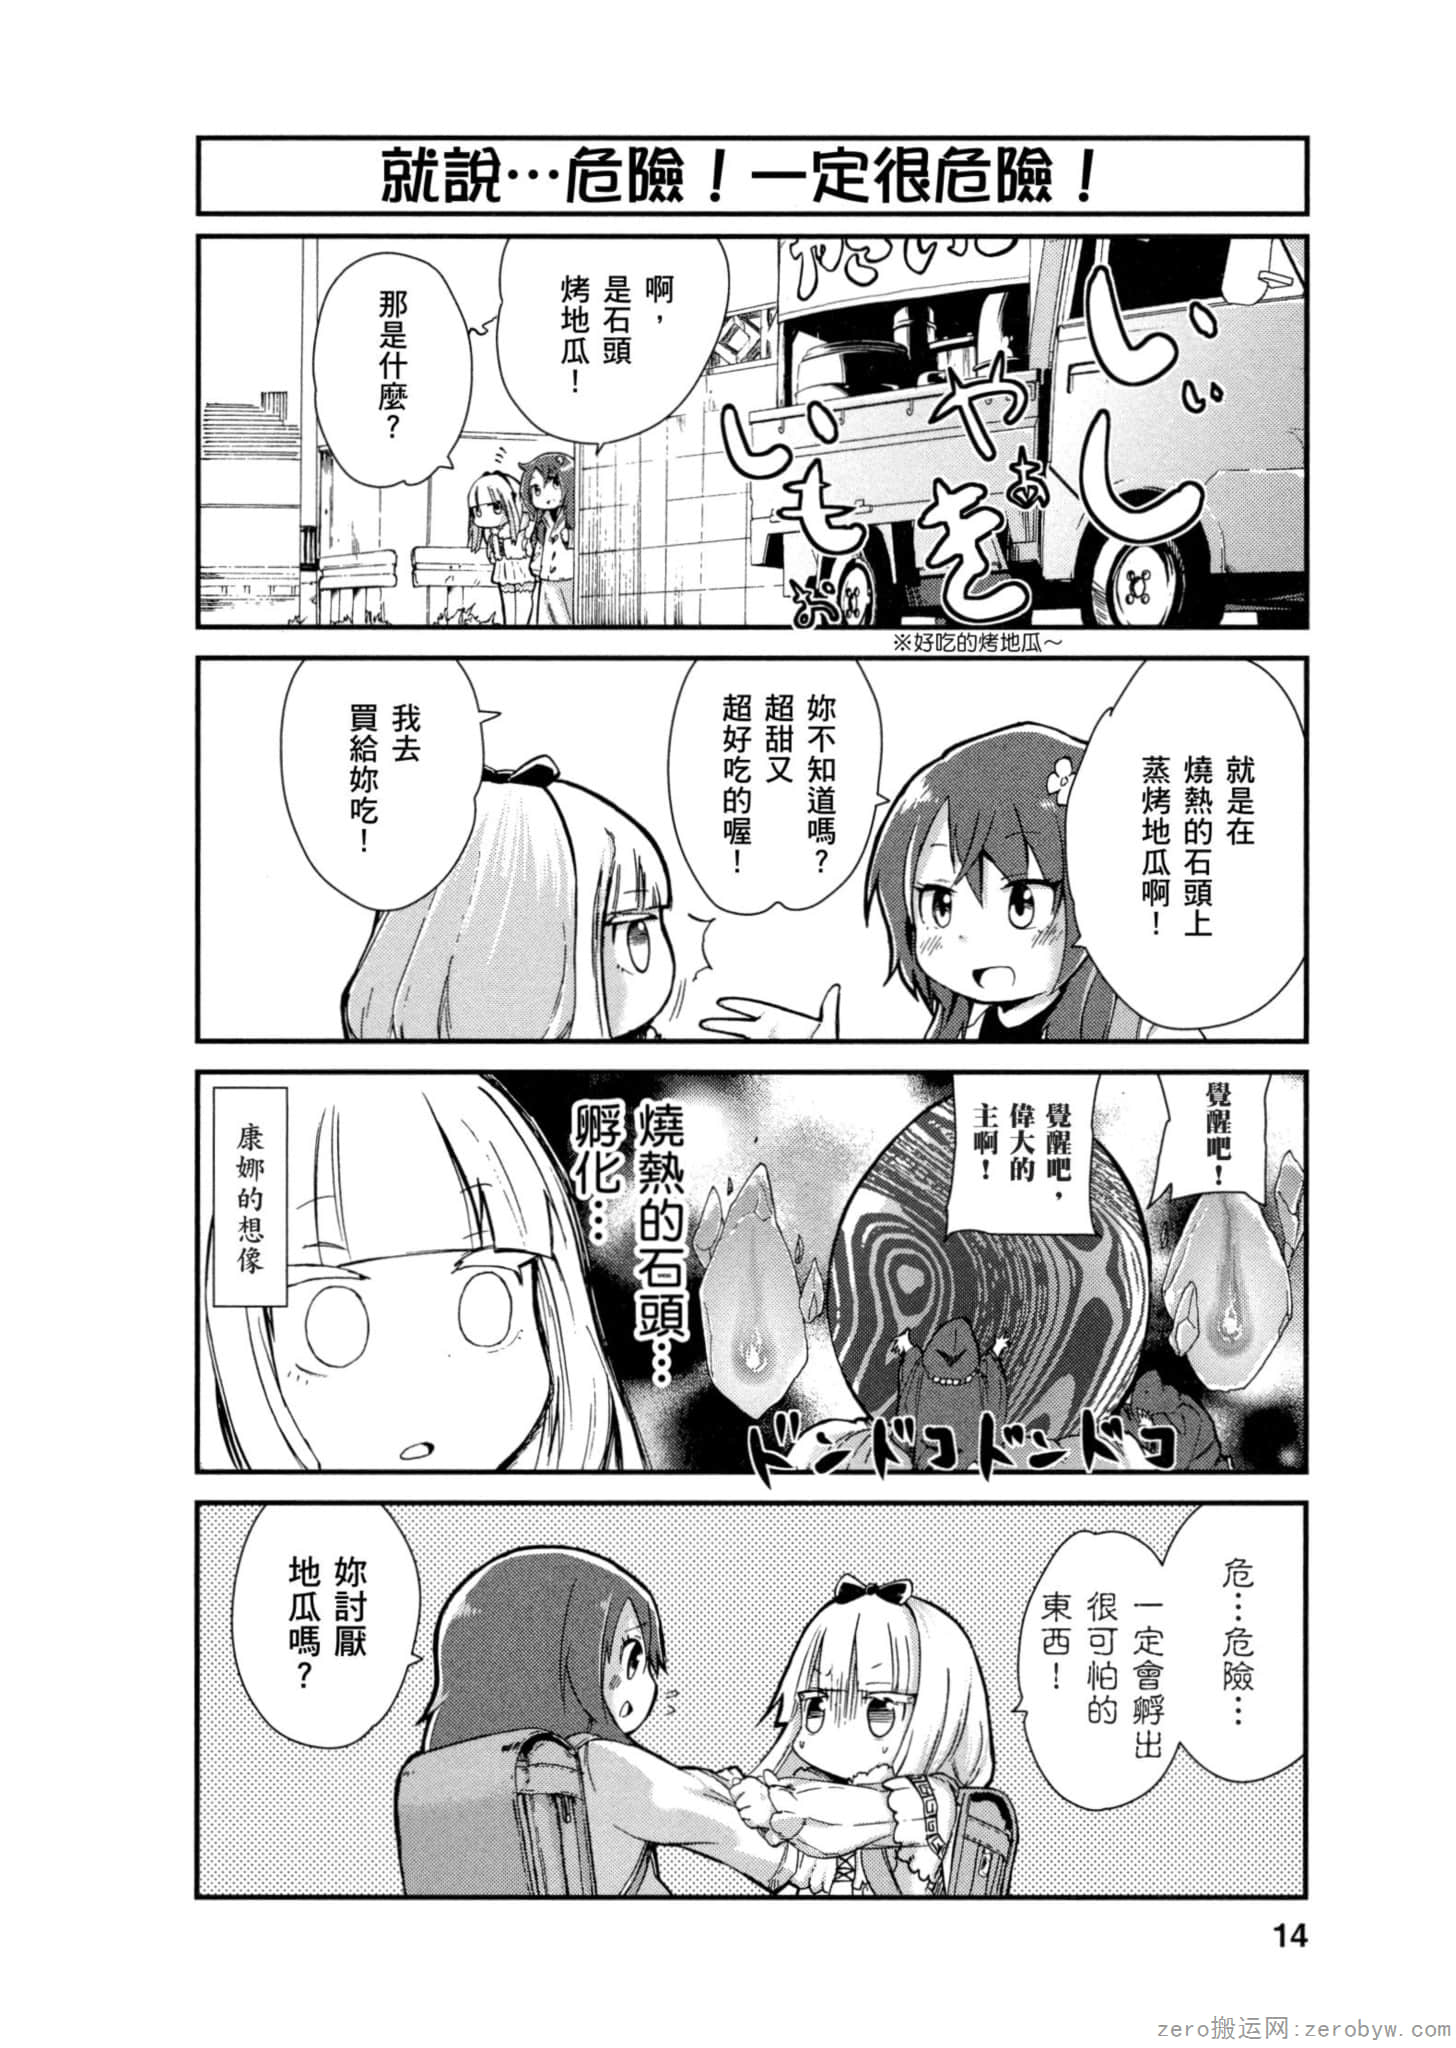 就說…危險！一定很危險！
啊，
是石頭
烤地瓜！
那是什麼？
いしぃ
やぁき
いもぉ
※好吃的烤地瓜～
就是在
燒熱的石頭上
蒸烤地瓜啊！
妳不知道嗎？
超甜又
超好吃的喔！
我去
買給妳吃！
覺醒吧！
覺醒吧，
偉大的
主啊！
燒熱的石頭…
孵化…
康娜的想像
ドンドコドンドコ
危…危險…
一定會孵出
很可怕的
東西！
妳討厭
地瓜嗎？
14
zero搬运网:zerobyw.com